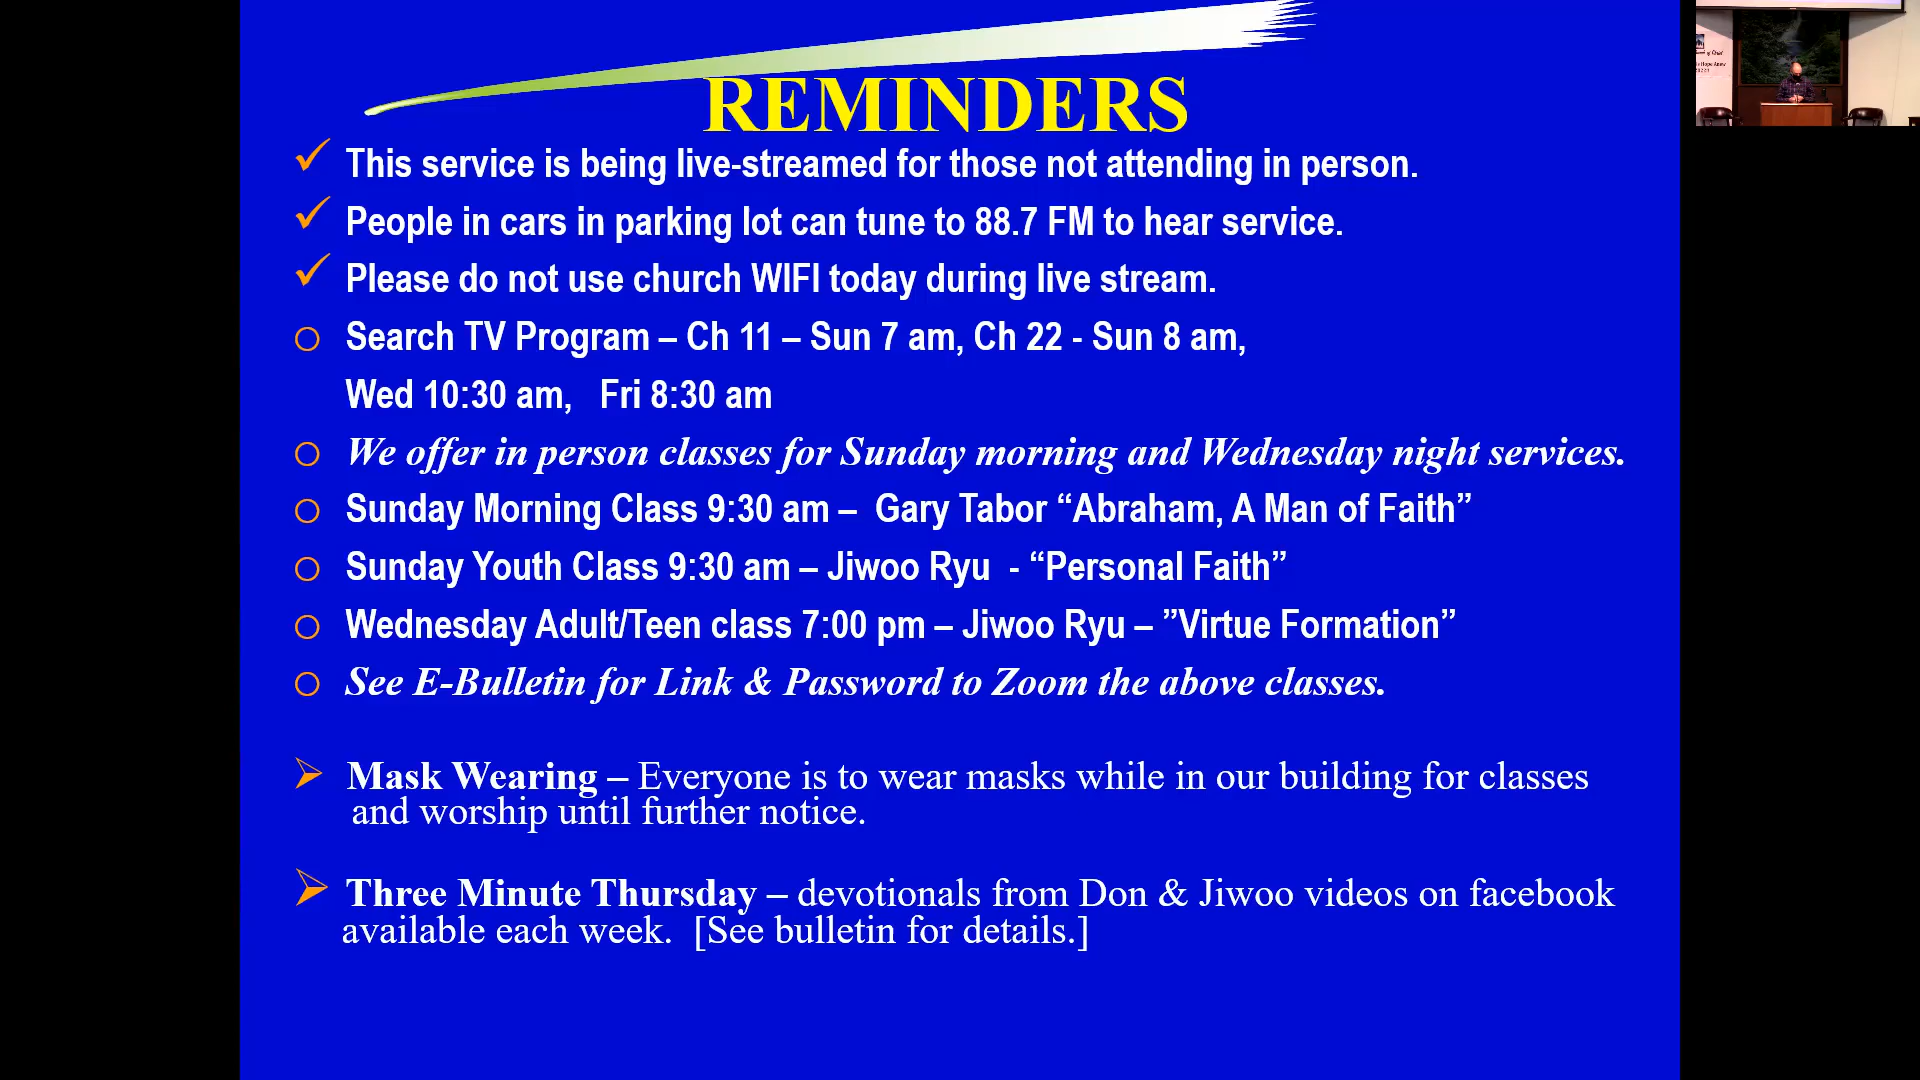 REMINDERS
This service is being live-streamed for those not attending in person.
People in cars in parking lot can tune to 88.7 FM to hear service.
Please do not use church WIFI today during live stream.
Search TV Program – Ch 11 – Sun 7 am, Ch 22 - Sun 8 am,
Wed 10:30 am, Fri 8:30 am
We offer in person classes for Sunday morning and Wednesday night services.
Sunday Morning Class 9:30 am – Gary Tabor “Abraham, A Man of Faith”
Sunday Youth Class 9:30 am – Jiwoo Ryu - “Personal Faith”
Wednesday Adult/Teen class 7:00 pm – Jiwoo Ryu – ”Virtue Formation”
See E-Bulletin for Link & Password to Zoom the above classes.
Mask Wearing – Everyone is to wear masks while in our building for classes
and worship until further notice.
Three Minute Thursday – devotionals from Don & Jiwoo videos on facebook
available each week. [See bulletin for details.]